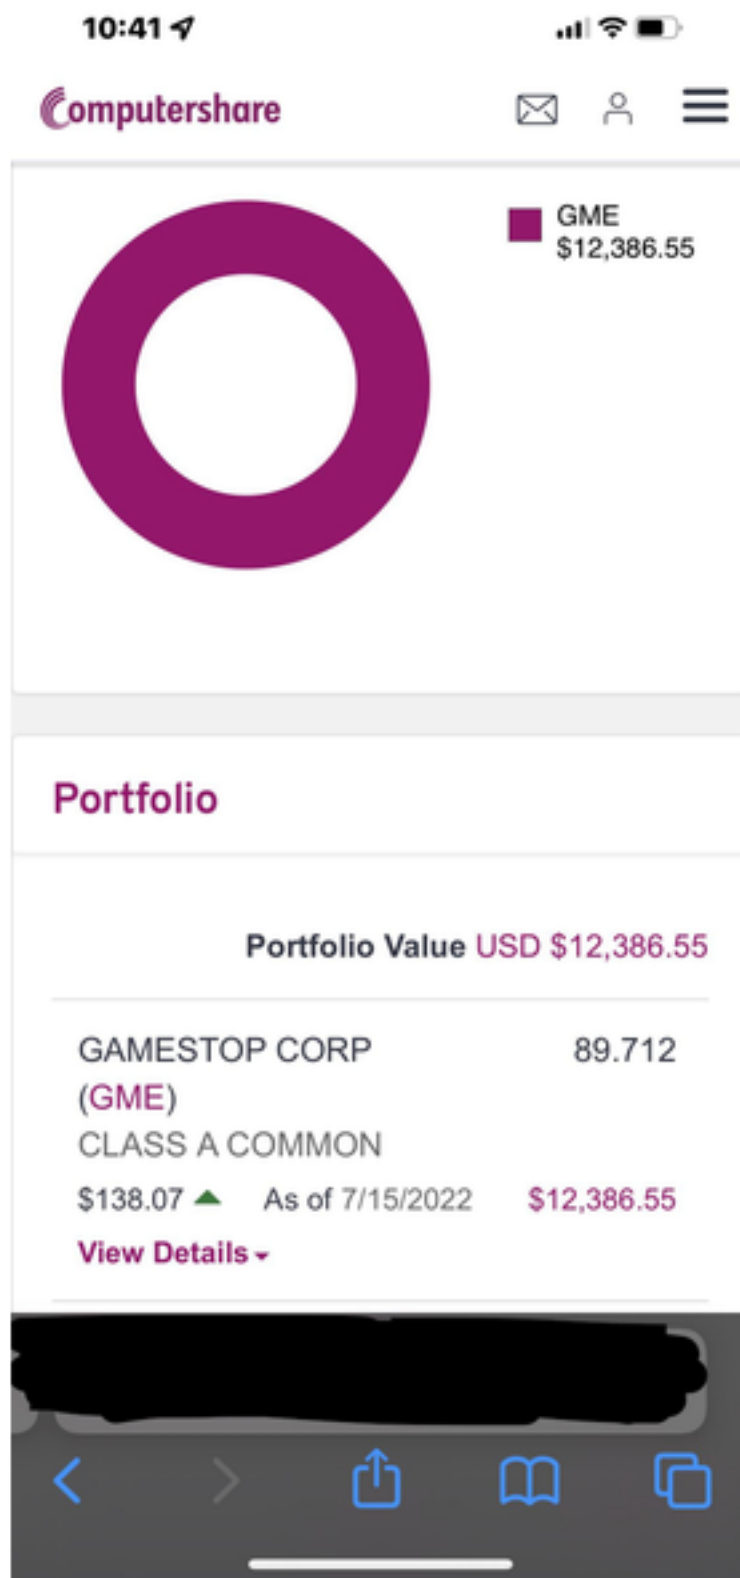 10:41
Computershare
GME
$12,386.55
Portfolio
Portfolio Value USD $12,386.55
GAMESTOP CORP 89.712
(GME)
CLASS A COMMON
$138.07 As of 7/15/2022 $12,386.55
View Details